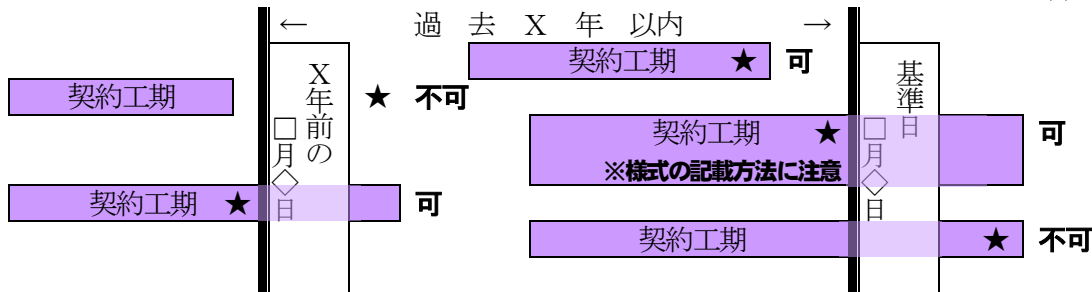 ← 過去X年以内 →
契約工期 ★ 可
契約工期 ★ 不可
X年前の
□月◇日
基準日
□月◇日
契約工期 ★ 可
※様式の記載方法に注意
契約工期 ★ 可
契約工期 ★ 不可